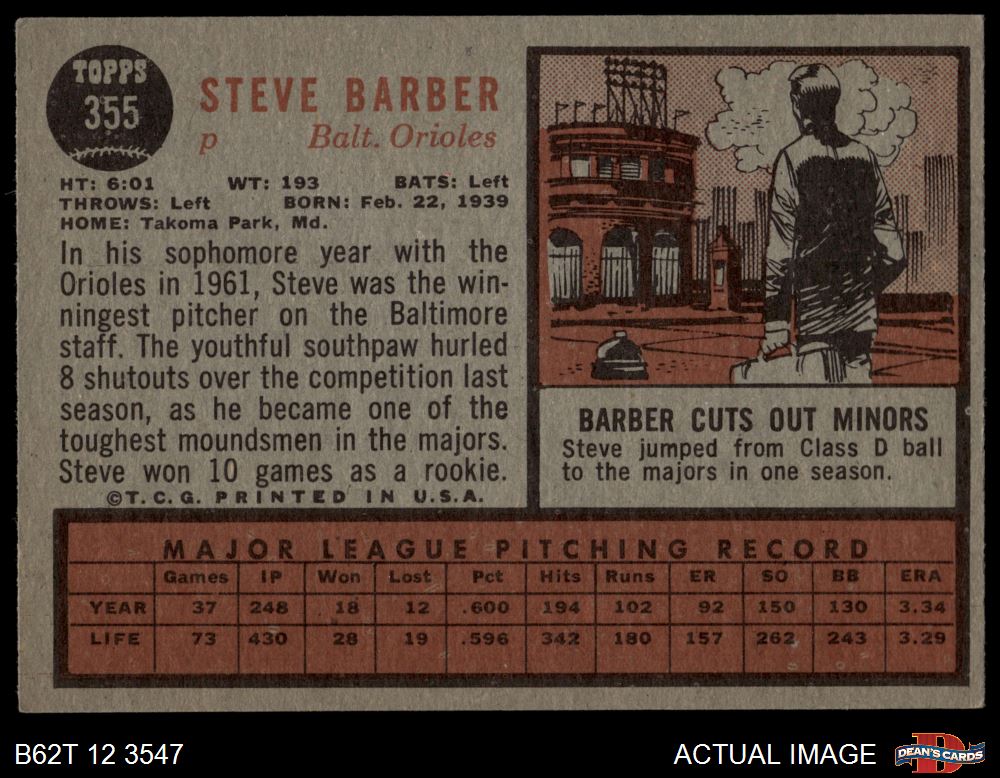 TOPPS
355
STEVE BARBER
p Balt. Orioles
HT: 6:01 WT: 193 BATS: Left
THROWS: Left BORN: Feb. 22, 1939
HOME: Takoma Park, Md.
In his sophomore year with the
Orioles in 1961, Steve was the win-
ningest pitcher on the Baltimore
staff. The youthful southpaw hurled
8 shutouts over the competition last
season, as he became one of the
toughest moundsmen in the majors.
Steve won 10 games as a rookie.
©T.C.G. PRINTED IN U.S.A.
BARBER CUTS OUT MINORS
Steve jumped from Class D ball
to the majors in one season.
MAJOR LEAGUE PITCHING RECORD
Games IP Won Lost Pct Hits Runs ER SO BB ERA
YEAR 37 248 18 12 .600 194 102 92 150 130 3.34
LIFE 73 430 28 19 .596 342 180 157 262 243 3.29
B62T 12 3547 ACTUAL IMAGE DEAN'S CARDS